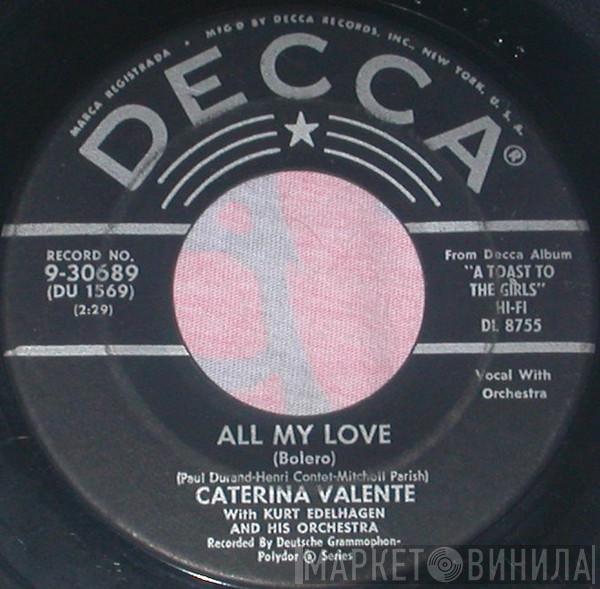 MARCA REGISTRADA • MFG'D BY DECCA RECORDS, INC., NEW YORK, U.S.A.
DECCA®
RECORD NO.
9-30689
(DU 1569)
(2:29)
From Decca Album
"A TOAST TO
THE GIRLS"
HI-FI
DL 8755
Vocal With
Orchestra
ALL MY LOVE
(Bolero)
(Paul Durand-Henri Contet-Mitchell Parish)
CATERINA VALENTE
With KURT EDELHAGEN
AND HIS ORCHESTRA
Recorded By Deutsche Grammophon-
Polydor ® Series
МАРКЕТ ВИНИЛА